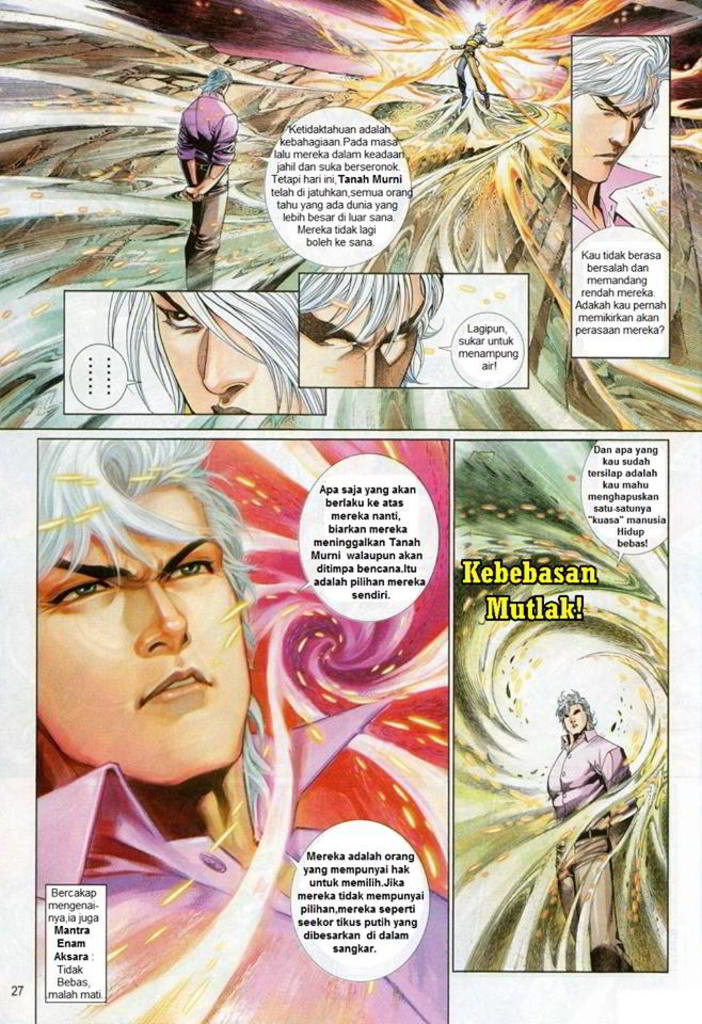 Ketidaktahuan adalah
kebahagiaan.Pada masa
lalu mereka dalam keadaan
jahil dan suka berseronok.
Tetapi hari ini,Tanah Murni
telah di jatuhkan,semua orang
tahu yang ada dunia yang
lebih besar di luar sana.
Mereka tidak lagi
boleh ke sana.
Kau tidak berasa
bersalah dan
memandang
rendah mereka.
Adakah kau pernah
memikirkan akan
perasaan mereka?
Lagipun,
sukar untuk
menampung
air!
Apa saja yang akan
berlaku ke atas
mereka nanti,
biarkan mereka
meninggalkan Tanah
Murni walaupun akan
ditimpa bencana.Itu
adalah pilihan mereka
sendiri.
Mereka adalah orang
yang mempunyai hak
untuk memilih.Jika
mereka tidak mempunyai
pilihan,mereka seperti
seekor tikus putih yang
dibesarkan di dalam
sangkar.
Bercakap
mengenai-
nya,ia juga
Mantra
Enam
Aksara :
Tidak
Bebas,
malah mati.
Dan apa yang
kau sudah
tersilap adalah
kau mahu
menghapuskan
satu-satunya
"kuasa" manusia
Hidup
bebas!
Kebebasan
Mutlak!
27